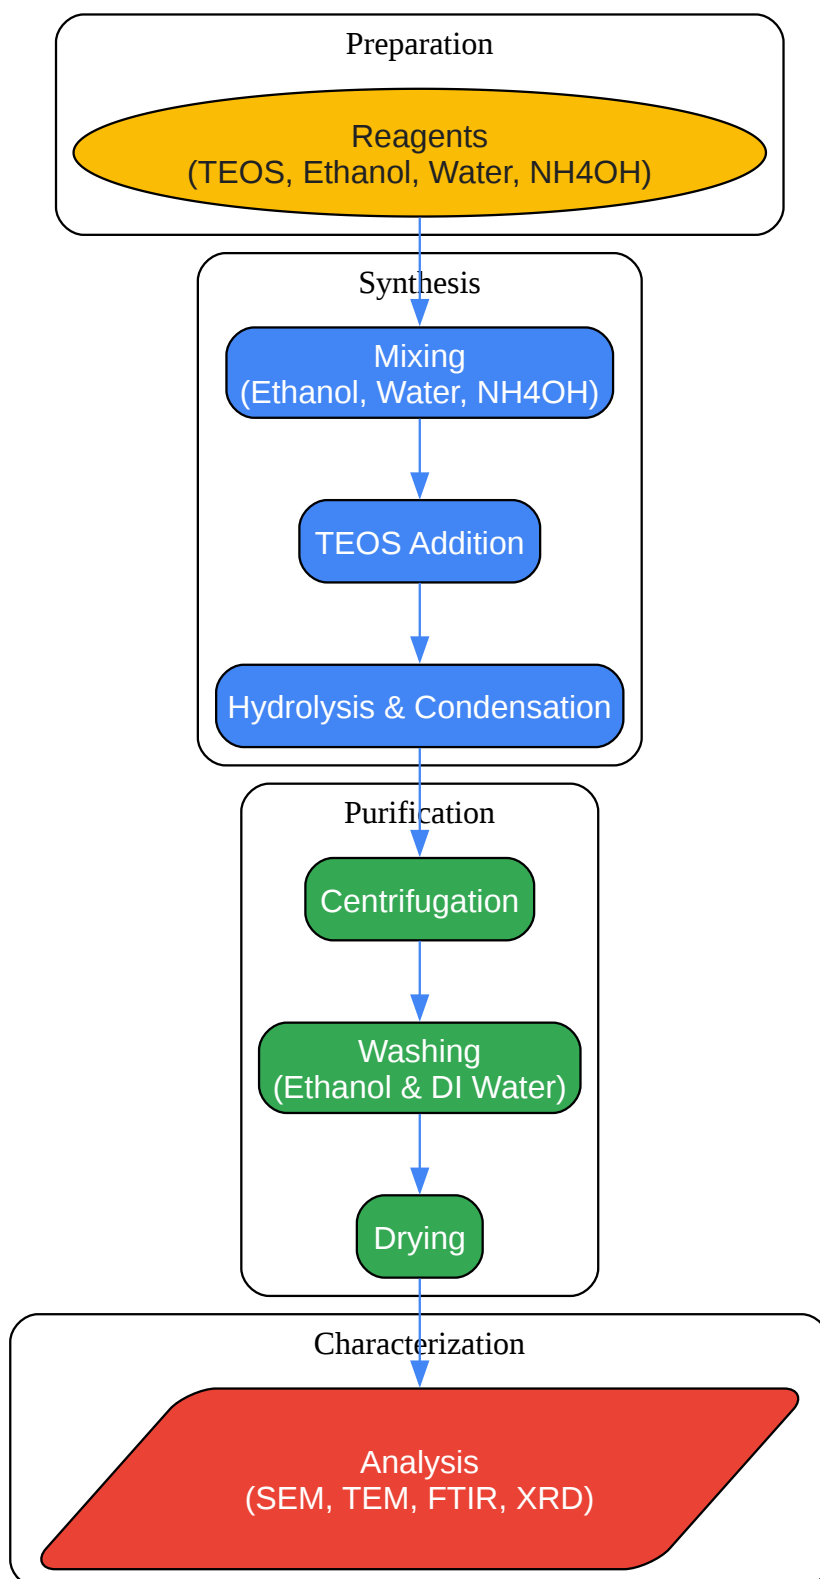 Preparation
Reagents
(TEOS, Ethanol, Water, NH4OH)
Synthesis
Mixing
(Ethanol, Water, NH4OH)
TEOS Addition
Hydrolysis & Condensation
Purification
Centrifugation
Washing
(Ethanol & DI Water)
Drying
Characterization
Analysis
(SEM, TEM, FTIR, XRD)